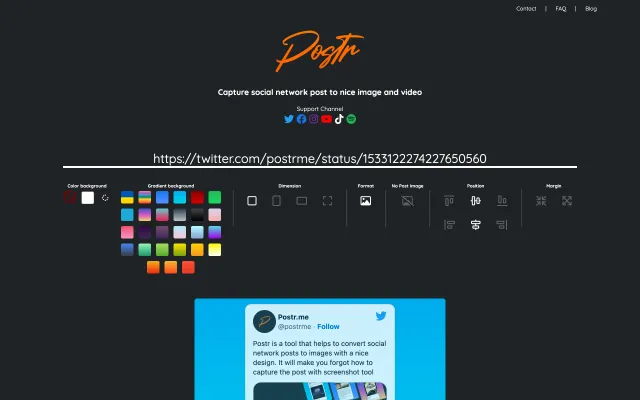 Contact | FAQ | Blog
Postr
Capture social network post to nice image and video
Support Channel
https://twitter.com/postrme/status/1533122274227650560
Color background Gradient background Dimension Format No Post Image Position Margin
Postr.me
@postrme · Follow
Postr is a tool that helps to convert social
network posts to images with a nice
design. It will make you forgot how to
capture the post with screenshot tool